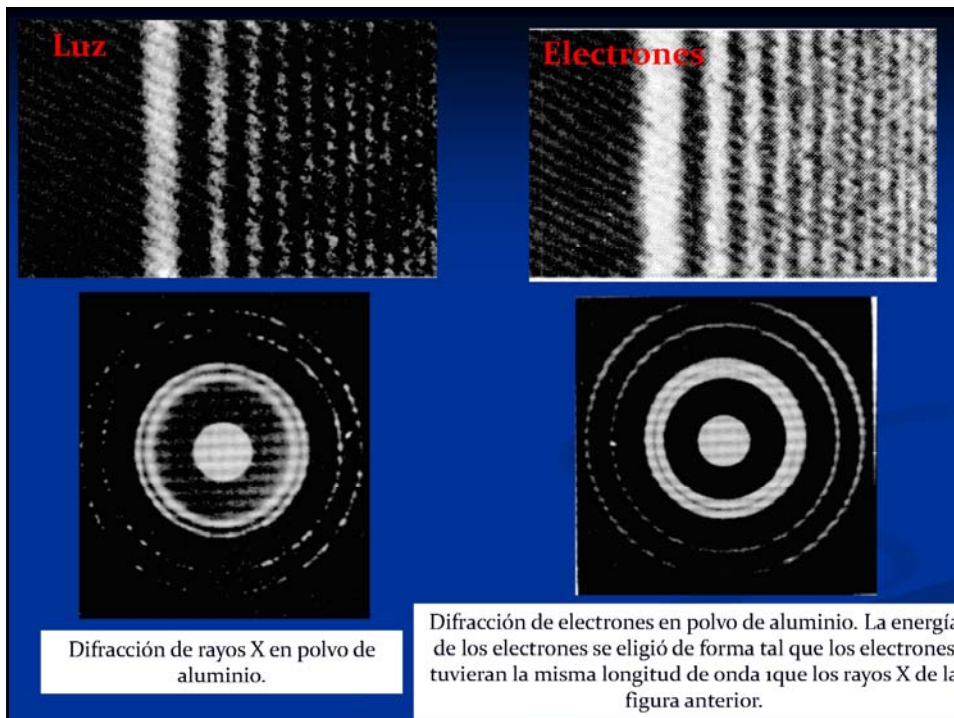 Luz
Electrones
Difracción de rayos X en polvo de
aluminio.
Difracción de electrones en polvo de aluminio. La energía
de los electrones se eligió de forma tal que los electrones
tuvieran la misma longitud de onda ıque los rayos X de la
figura anterior.